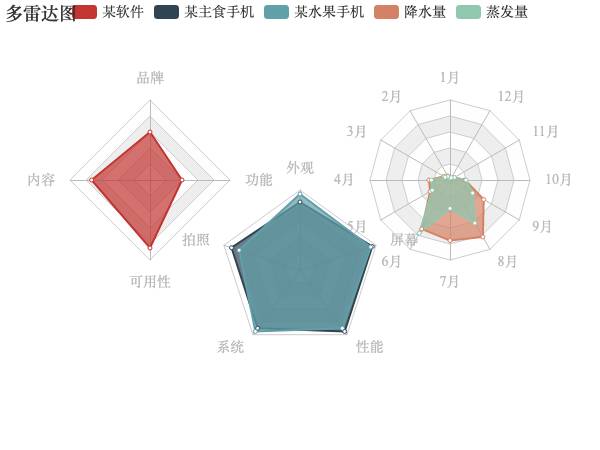 多雷达图 某软件 某主食手机 某水果手机 降水量 蒸发量
品牌
内容
可用性
功能
外观
拍照
系统
性能
屏幕
1月
2月
3月
4月
5月
6月
7月
8月
9月
10月
11月
12月